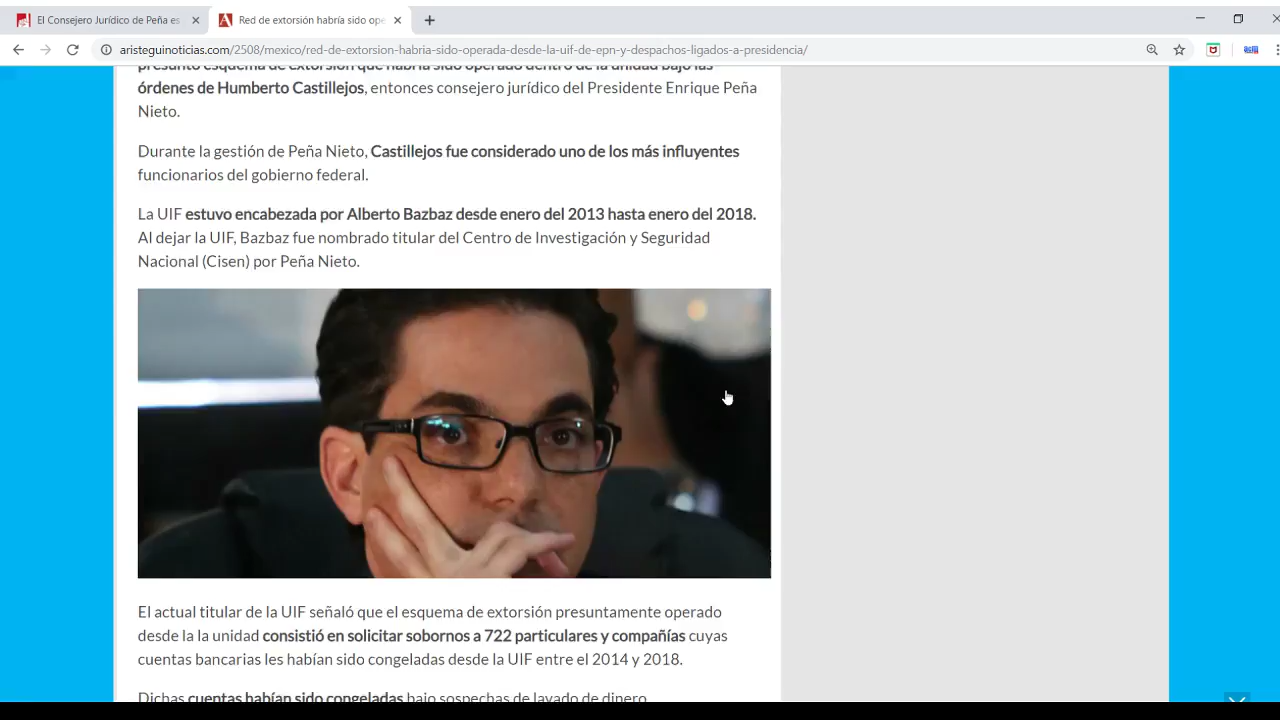 El Consejero Jurídico de Peña es
Red de extorsión habría sido ope
aristeguinoticias.com/2508/mexico/red-de-extorsion-habria-sido-operada-desde-la-uif-de-epn-y-despachos-ligados-a-presidencia/
presunto esquema de extorsión que habría sido operado dentro de la unidad bajo las
órdenes de Humberto Castillejos, entonces consejero jurídico del Presidente Enrique Peña
Nieto.
Durante la gestión de Peña Nieto, Castillejos fue considerado uno de los más influyentes
funcionarios del gobierno federal.
La UIF estuvo encabezada por Alberto Bazbaz desde enero del 2013 hasta enero del 2018.
Al dejar la UIF, Bazbaz fue nombrado titular del Centro de Investigación y Seguridad
Nacional (Cisen) por Peña Nieto.
El actual titular de la UIF señaló que el esquema de extorsión presuntamente operado
desde la la unidad consistió en solicitar sobornos a 722 particulares y compañías cuyas
cuentas bancarias les habían sido congeladas desde la UIF entre el 2014 y 2018.
Dichas cuentas habían sido congeladas bajo sospechas de lavado de dinero